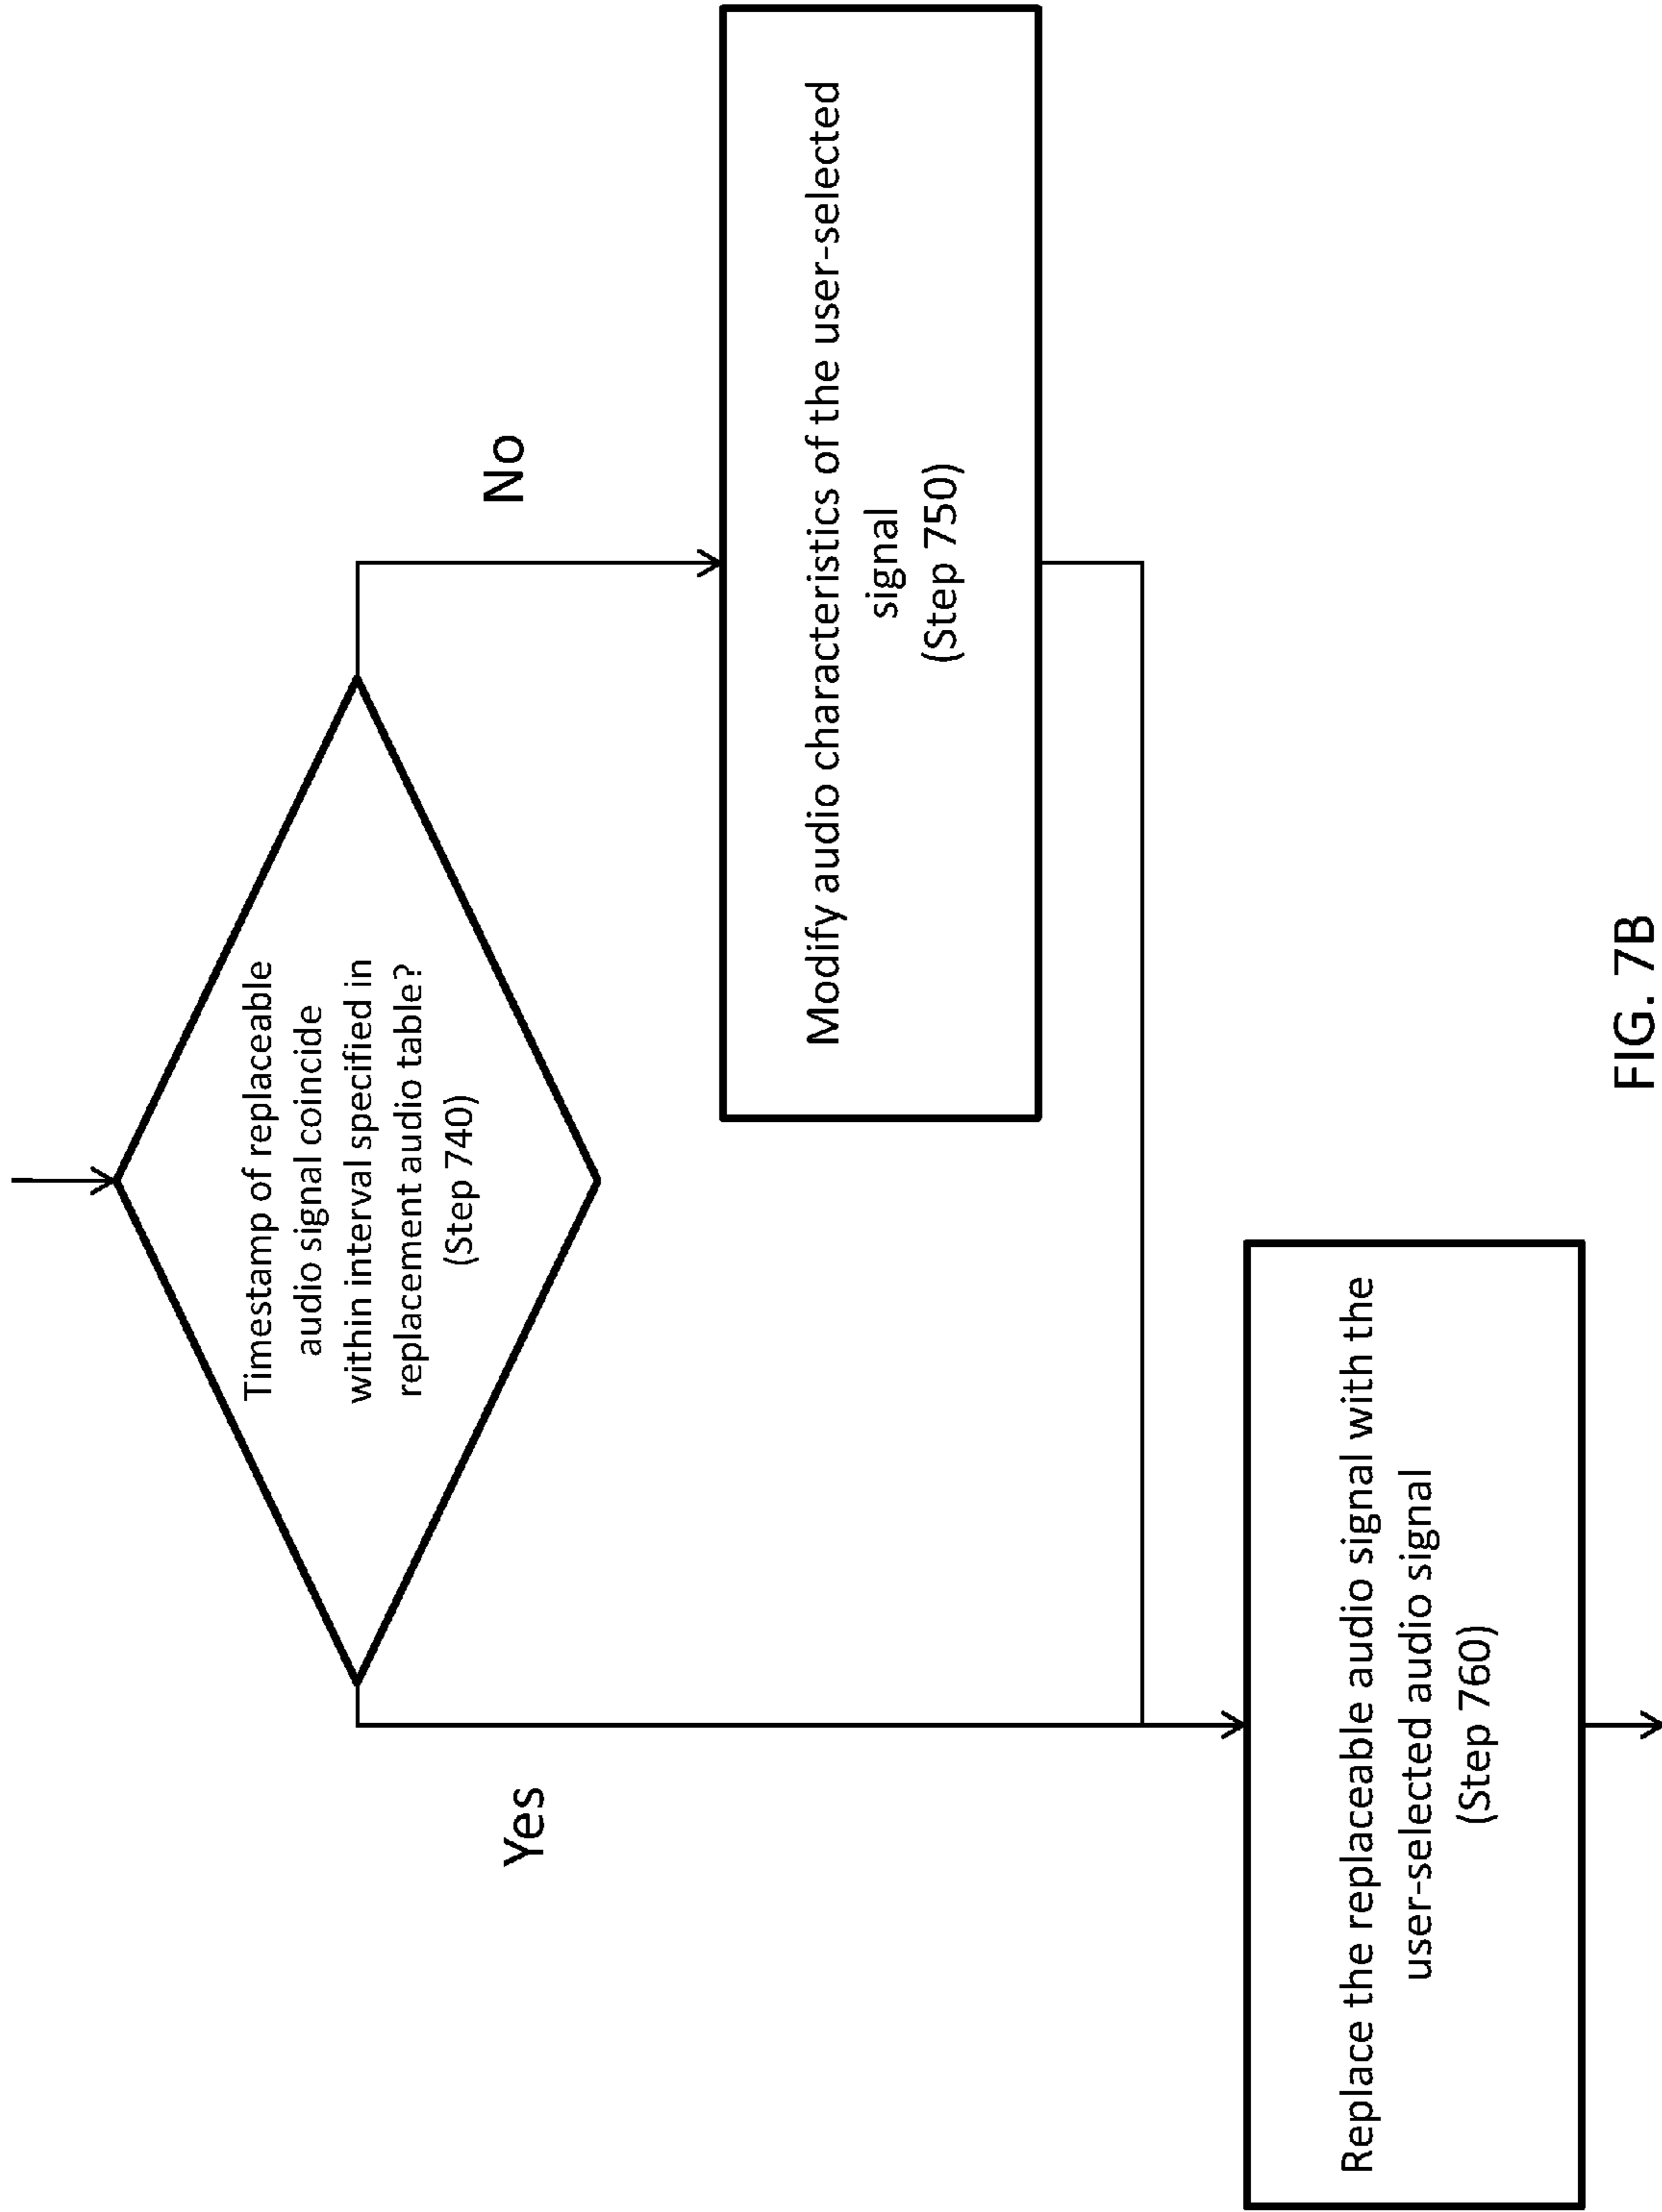 Timestamp of replaceable
audio signal coincide
within interval specified in
replacement audio table?
(Step 740)
Yes
No
Modify audio characteristics of the user-selected
signal
(Step 750)
Replace the replaceable audio signal with the
user-selected audio signal
(Step 760)
FIG. 7B